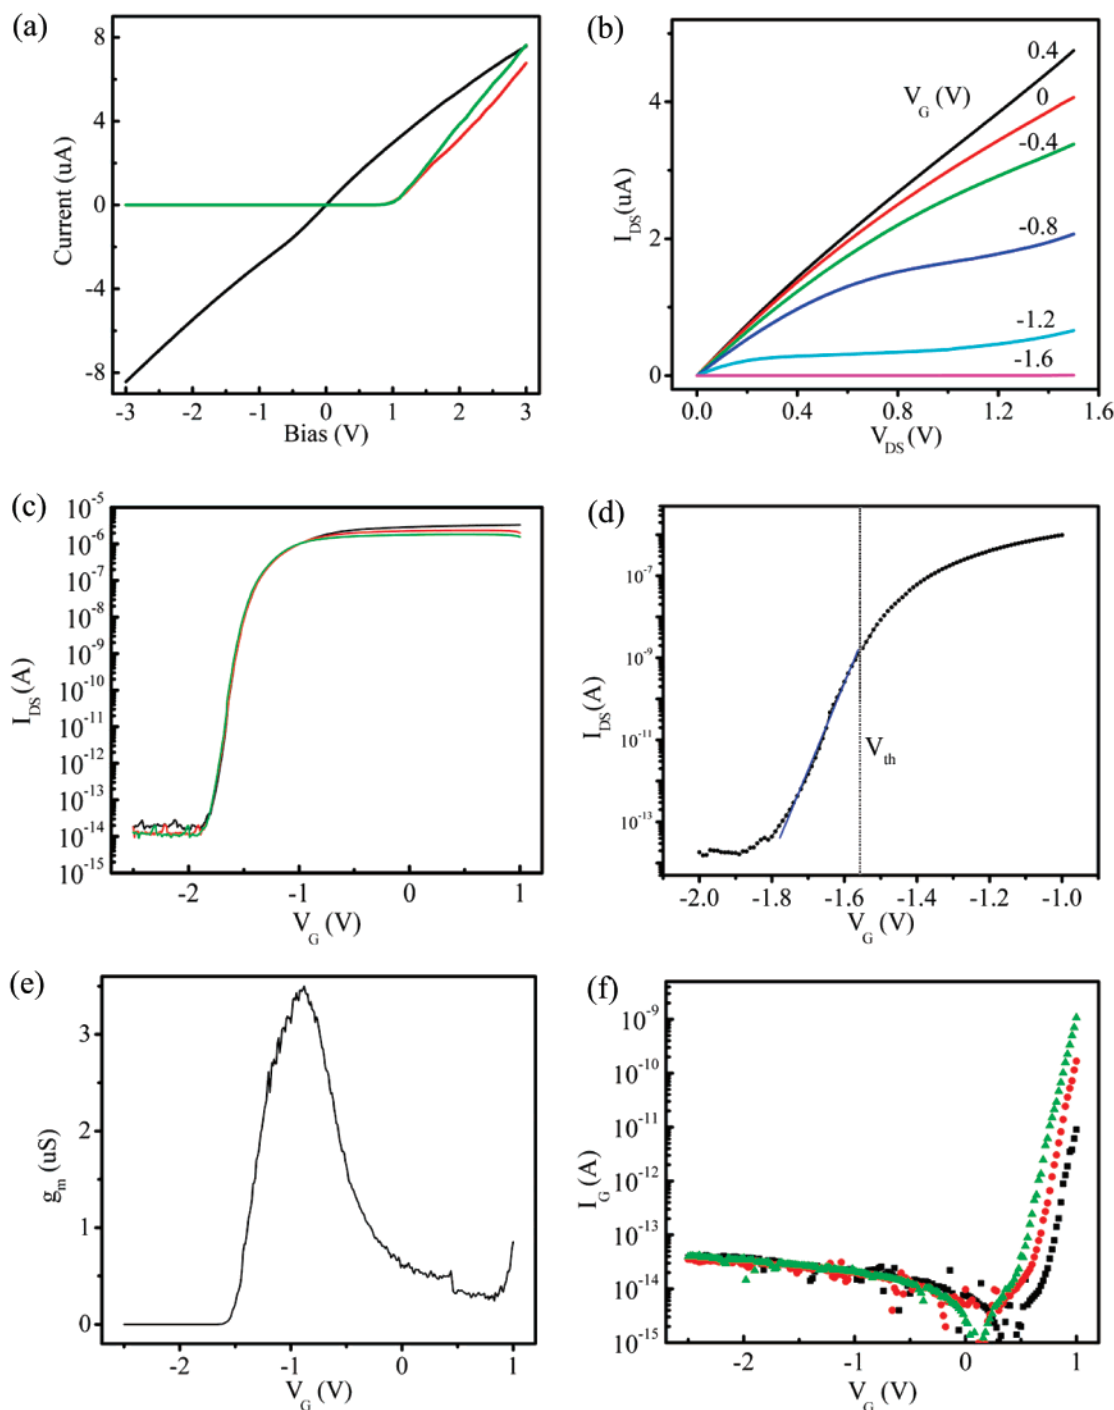 (a)
8
4
0
-4
-8
Current (uA)
-3 -2 -1 0 1 2 3
Bias (V)
(b)
4
2
0
I_DS(uA)
V_G (V)
0.4
0
-0.4
-0.8
-1.2
-1.6
0.0 0.4 0.8 1.2 1.6
V_DS (V)
(c)
10^-5
10^-6
10^-7
10^-8
10^-9
10^-10
10^-11
10^-12
10^-13
10^-14
10^-15
I_DS(A)
-2 -1 0 1
V_G (V)
(d)
10^-7
10^-9
10^-11
10^-13
I_DS(A)
V_th
-2.0 -1.8 -1.6 -1.4 -1.2 -1.0
V_G (V)
(e)
3
2
1
0
g_m (uS)
-2 -1 0 1
V_G (V)
(f)
10^-9
10^-10
10^-11
10^-12
10^-13
10^-14
10^-15
I_G (A)
-2 -1 0 1
V_G (V)